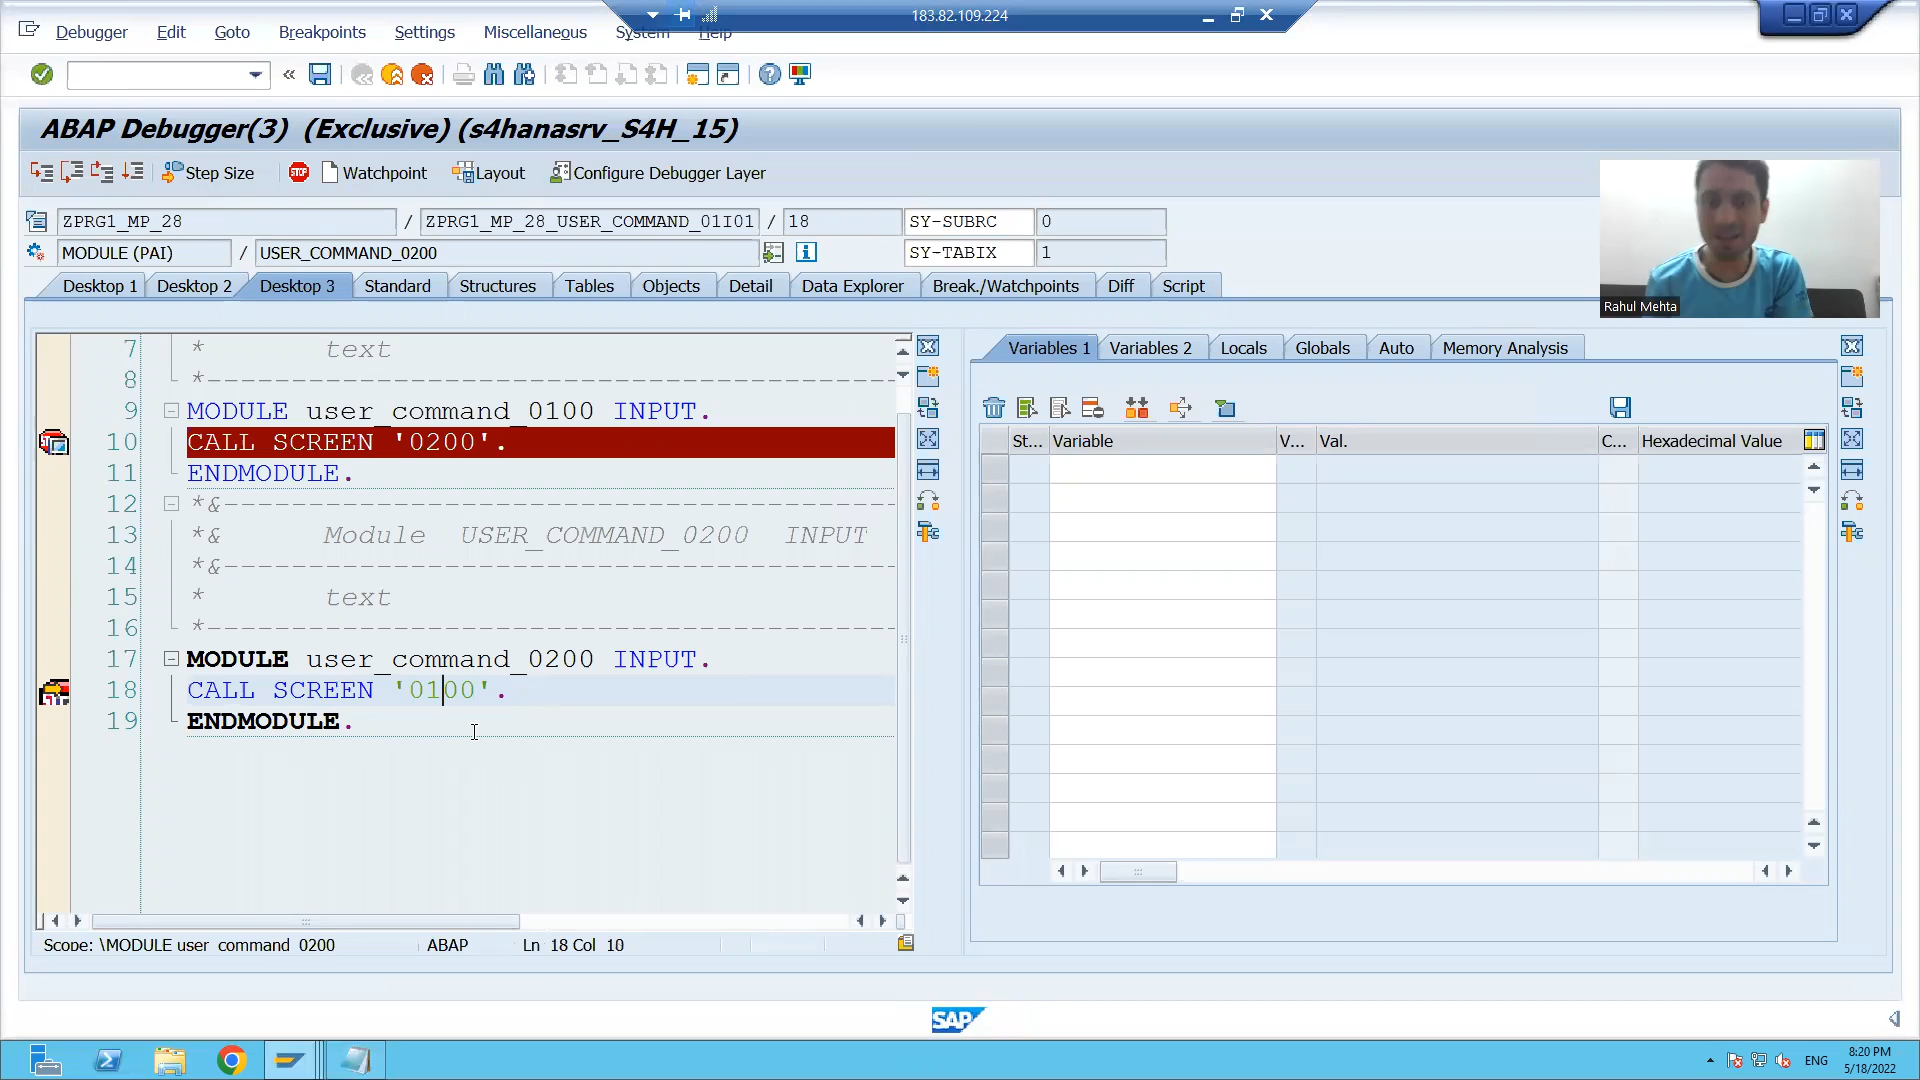 183.82.109.224
Debugger Edit Goto Breakpoints Settings Miscellaneous System Help
ABAP Debugger(3) (Exclusive) (s4hanasrv_S4H_15)
Step Size STOP Watchpoint Layout Configure Debugger Layer
ZPRG1_MP_28 / ZPRG1_MP_28_USER_COMMAND_01I01 / 18 SY-SUBRC 0
MODULE (PAI) / USER_COMMAND_0200 SY-TABIX 1
Rahul Mehta
Desktop 1 Desktop 2 Desktop 3 Standard Structures Tables Objects Detail Data Explorer Break./Watchpoints Diff Script
Variables 1 Variables 2 Locals Globals Auto Memory Analysis
St... Variable V... Val. C... Hexadecimal Value
7 * text
8 *----------------------------------------
9 MODULE user_command_0100 INPUT.
10 CALL SCREEN '0200'.
11 ENDMODULE.
12 *&---------------------------------------
13 *& Module USER_COMMAND_0200 INPUT
14 *&---------------------------------------
15 * text
16 *----------------------------------------
17 MODULE user_command_0200 INPUT.
18 CALL SCREEN '0100'.
19 ENDMODULE.
Scope: \MODULE user_command_0200 ABAP Ln 18 Col 10
SAP
ENG
8:20 PM
5/18/2022